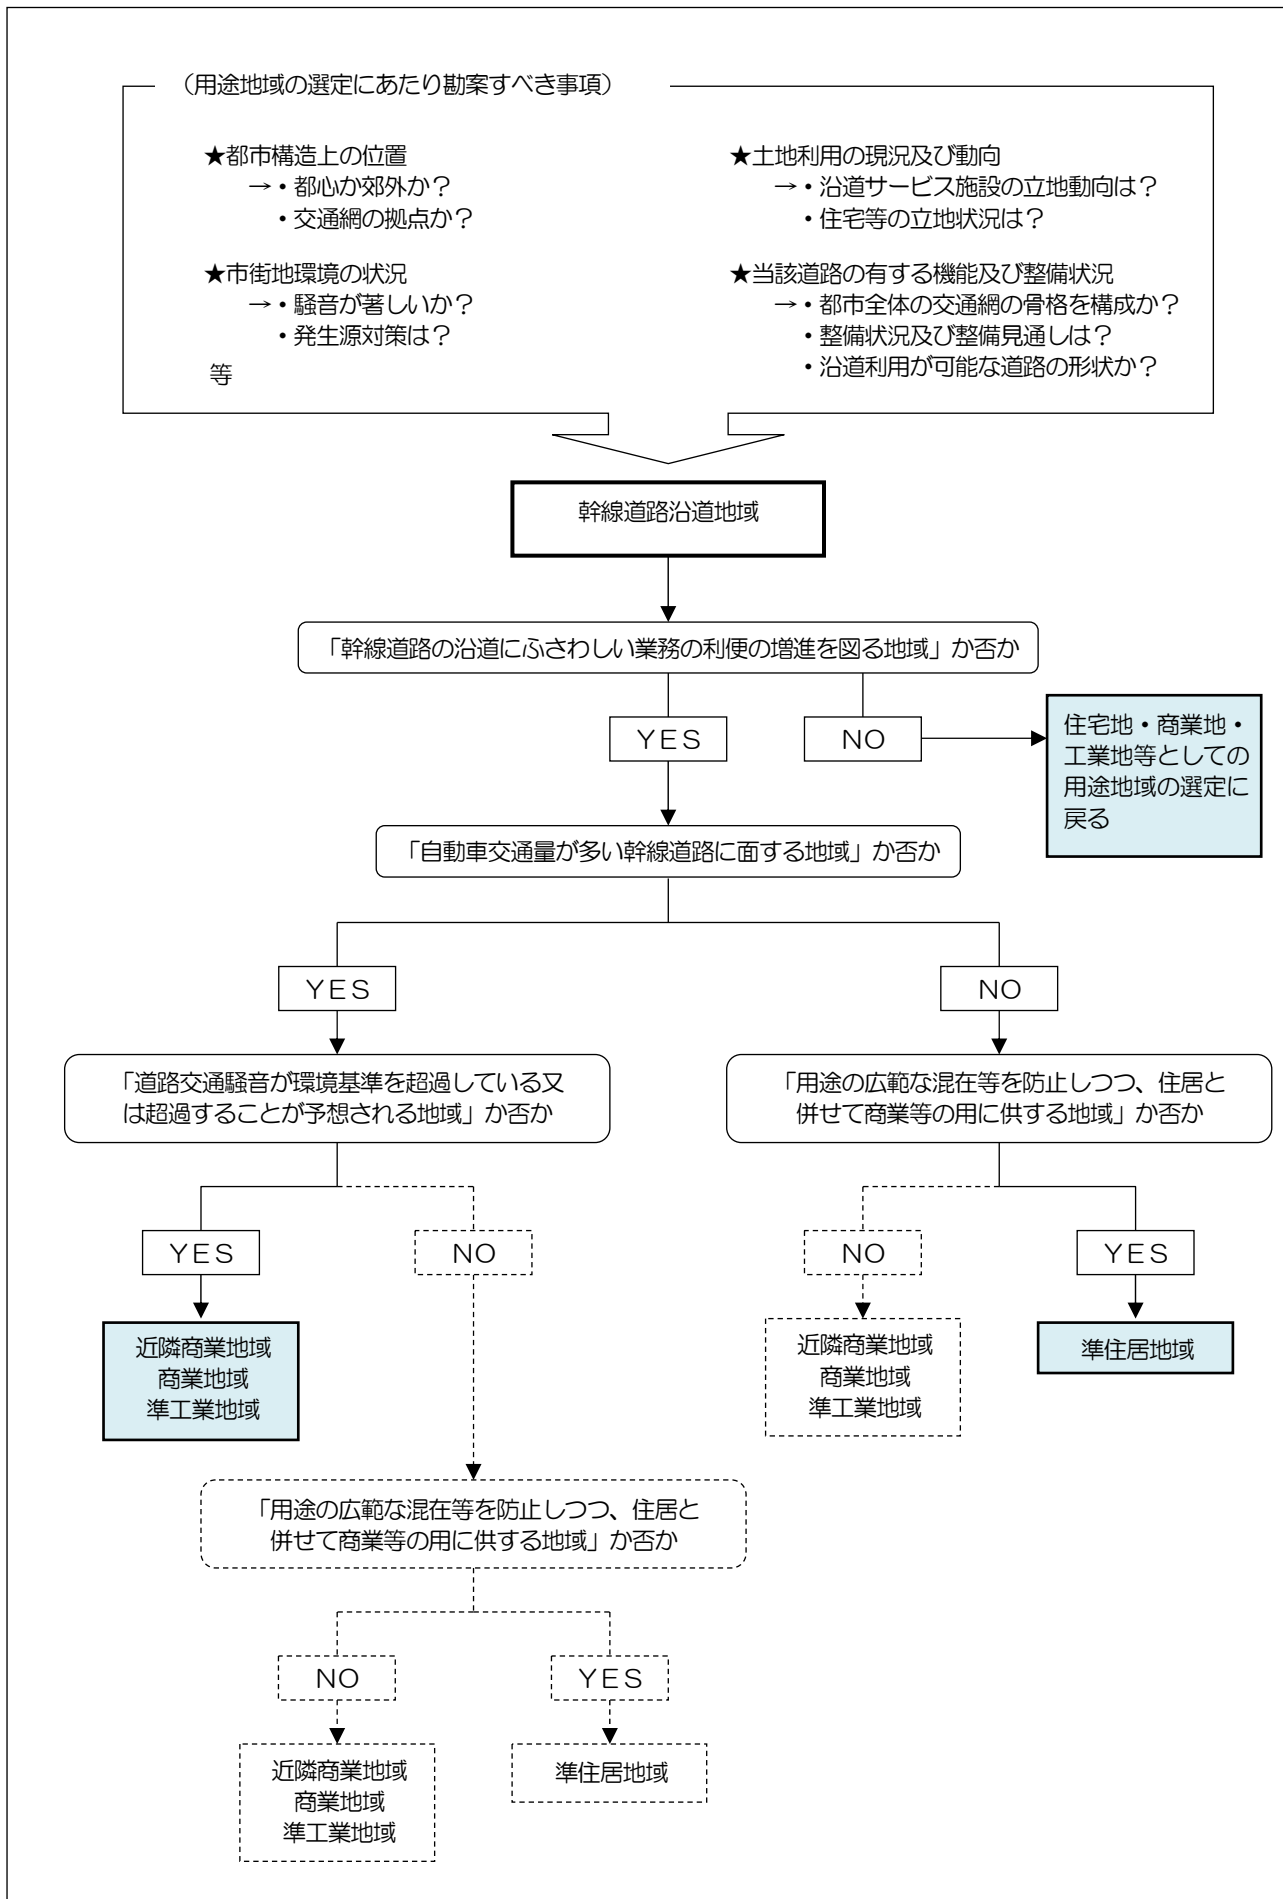 （用途地域の選定にあたり勘案すべき事項）
★都市構造上の位置
→・都心か郊外か？
・交通網の拠点か？
★市街地環境の状況
→・騒音が著しいか？
・発生源対策は？
等
★土地利用の現況及び動向
→・沿道サービス施設の立地動向は？
・住宅等の立地状況は？
★当該道路の有する機能及び整備状況
→・都市全体の交通網の骨格を構成か？
・整備状況及び整備見通しは？
・沿道利用が可能な道路の形状か？
幹線道路沿道地域
「幹線道路の沿道にふさわしい業務の利便の増進を図る地域」か否か
ＹＥＳ
ＮＯ
住宅地・商業地・
工業地等としての
用途地域の選定に
戻る
「自動車交通量が多い幹線道路に面する地域」か否か
ＹＥＳ
ＮＯ
「道路交通騒音が環境基準を超過している又
は超過することが予想される地域」か否か
「用途の広範な混在等を防止しつつ、住居と
併せて商業等の用に供する地域」か否か
ＹＥＳ
ＮＯ
ＮＯ
ＹＥＳ
近隣商業地域
商業地域
準工業地域
近隣商業地域
商業地域
準工業地域
準住居地域
「用途の広範な混在等を防止しつつ、住居と
併せて商業等の用に供する地域」か否か
ＮＯ
ＹＥＳ
近隣商業地域
商業地域
準工業地域
準住居地域